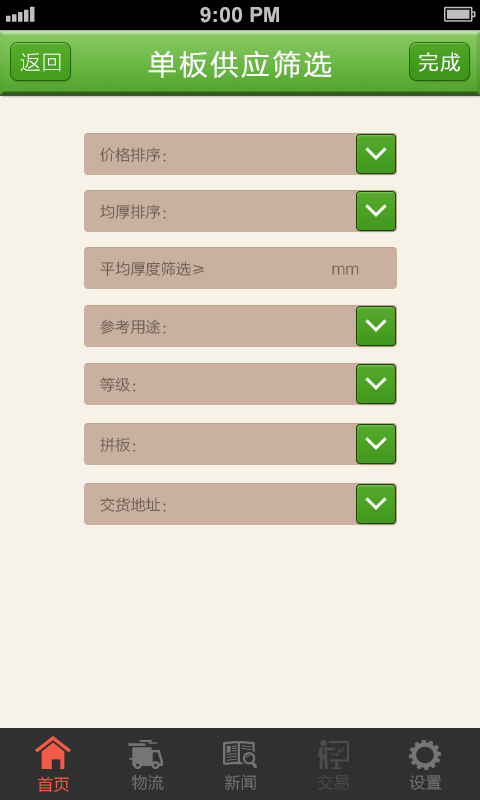 9:00 PM
返回
单板供应筛选
完成
价格排序:
均厚排序:
平均厚度筛选≥ mm
参考用途:
等级:
拼板:
交货地址:
首页 物流 新闻 交易 设置